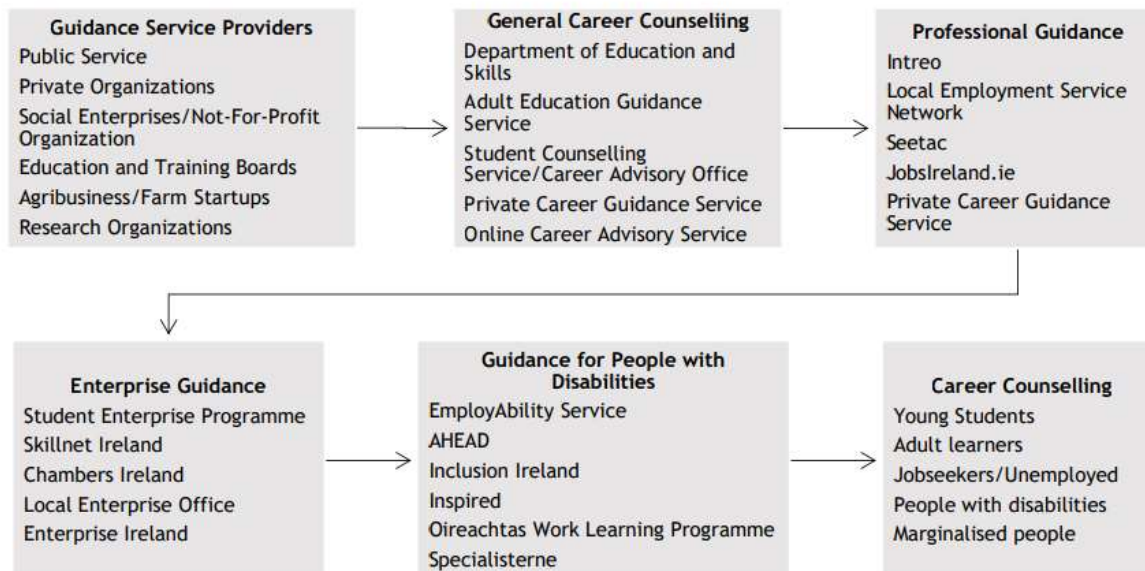 Guidance Service Providers
Public Service
Private Organizations
Social Enterprises/Not-For-Profit
Organization
Education and Training Boards
Agribusiness/Farm Startups
Research Organizations
General Career Counseliing
Department of Education and
Skills
Adult Education Guidance
Service
Student Counselling
Service/Career Advisory Office
Private Career Guidance Service
Online Career Advisory Service
Professional Guidance
Intreo
Local Employment Service
Network
Seetac
JobsIreland.ie
Private Career Guidance
Service
Enterprise Guidance
Student Enterprise Programme
Skillnet Ireland
Chambers Ireland
Local Enterprise Office
Enterprise Ireland
Guidance for People with
Disabilities
EmployAbility Service
AHEAD
Inclusion Ireland
Inspired
Oireachtas Work Learning Programme
Specialisterne
Career Counselling
Young Students
Adult learners
Jobseekers/Unemployed
People with disabilities
Marginalised people